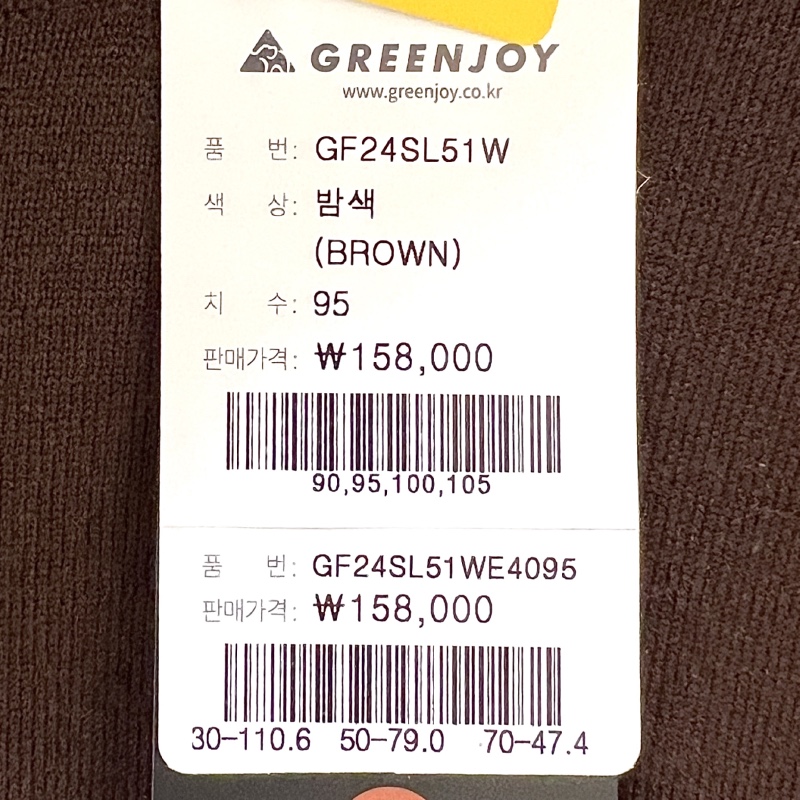 GREENJOY
www.greenjoy.co.kr
품 번: GF24SL51W
색 상: 밤색
(BROWN)
치 수: 95
판매가격: ₩158,000
90,95,100,105
품 번: GF24SL51WE4095
판매가격: ₩158,000
30-110.6 50-79.0 70-47.4